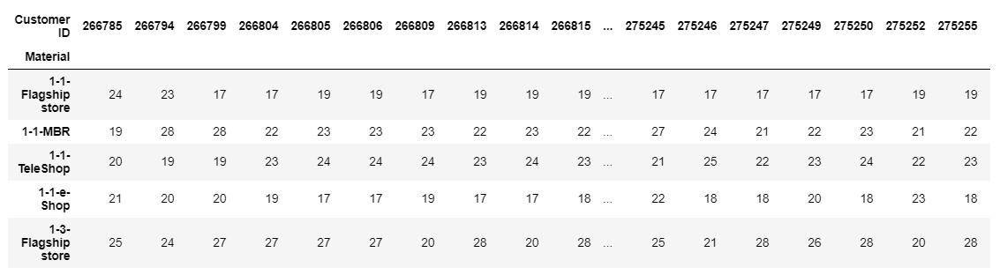 Customer ID 266785 266794 266799 266804 266805 266806 266809 266813 266814 266815 ... 275245 275246 275247 275249 275250 275252 275255
Material
1-1-Flagship store 24 23 17 17 19 19 17 19 19 19 ... 17 17 17 17 17 19 19
1-1-MBR 19 28 28 22 23 23 23 22 23 22 ... 27 24 21 22 23 21 22
1-1-TeleShop 20 19 19 23 24 24 24 23 24 23 ... 21 25 22 23 24 22 23
1-1-e-Shop 21 20 20 19 17 17 19 17 17 18 ... 22 18 18 20 18 23 18
1-3-Flagship store 25 24 27 27 27 27 20 28 20 28 ... 25 21 28 26 28 20 28